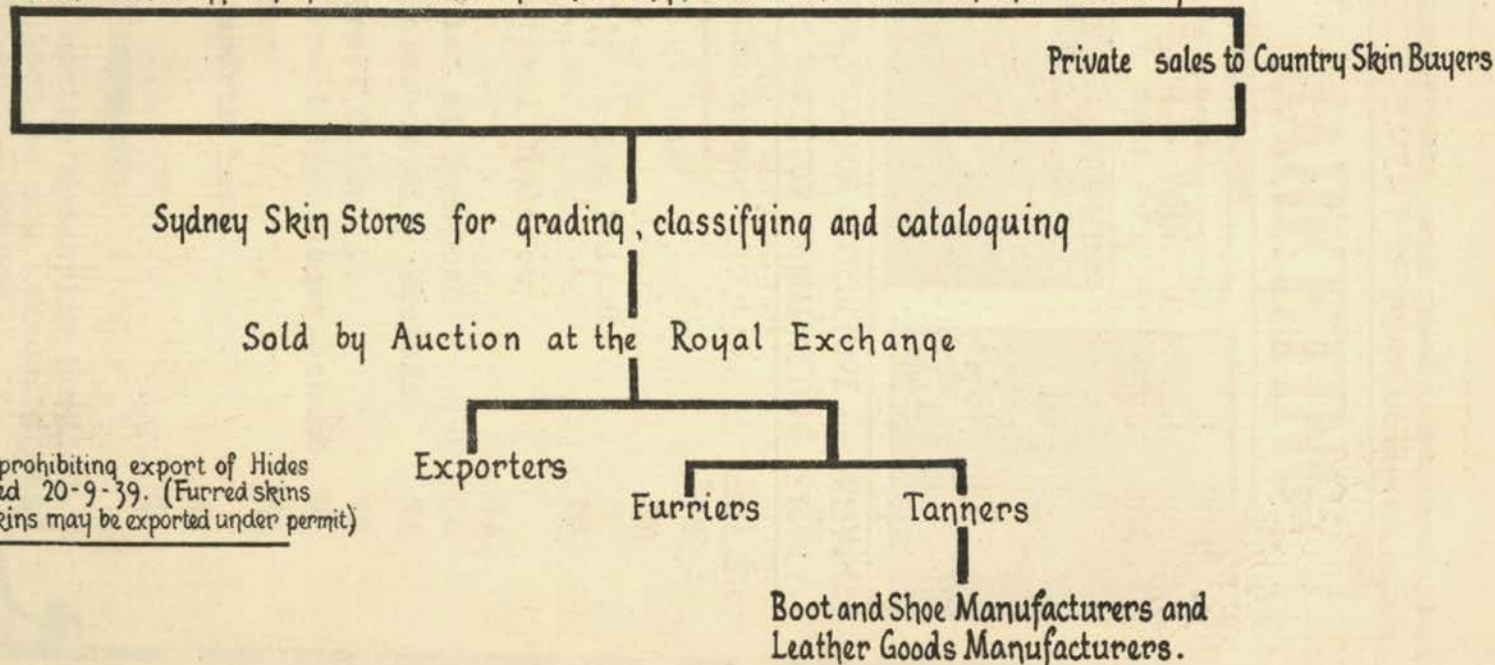 Private sales to Country Skin Buyers
Sydney Skin Stores for grading, classifying and cataloguing
Sold by Auction at the Royal Exchange
prohibiting export of Hides
20-9-39. (Furred skins
may be exported under permit)
Exporters
Furriers
Tanners
Boot and Shoe Manufacturers and
Leather Goods Manufacturers.